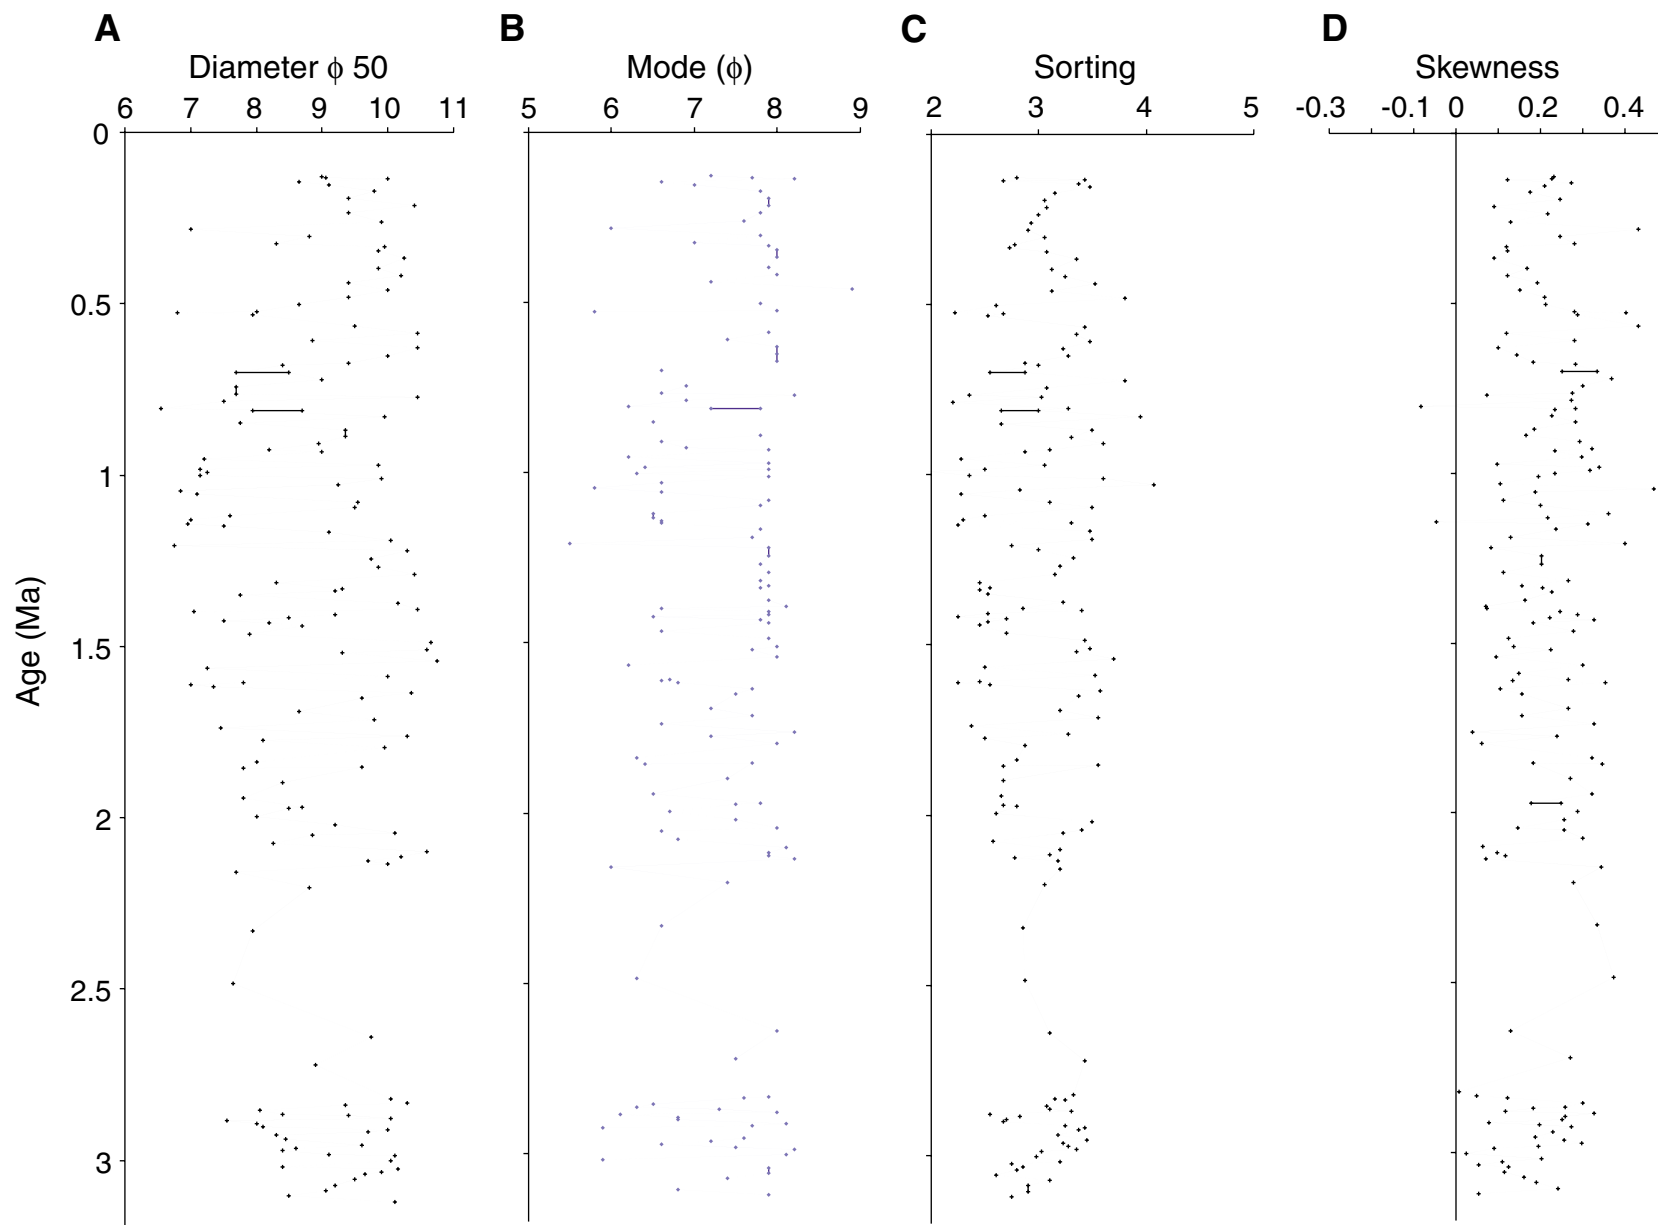 A B C D
Diameter ϕ 50 Mode (ϕ) Sorting Skewness
6 7 8 9 10 11 5 6 7 8 9 2 3 4 5 -0.3 -0.1 0 0.2 0.4
0
0.5
1
1.5
2
2.5
3
Age (Ma)